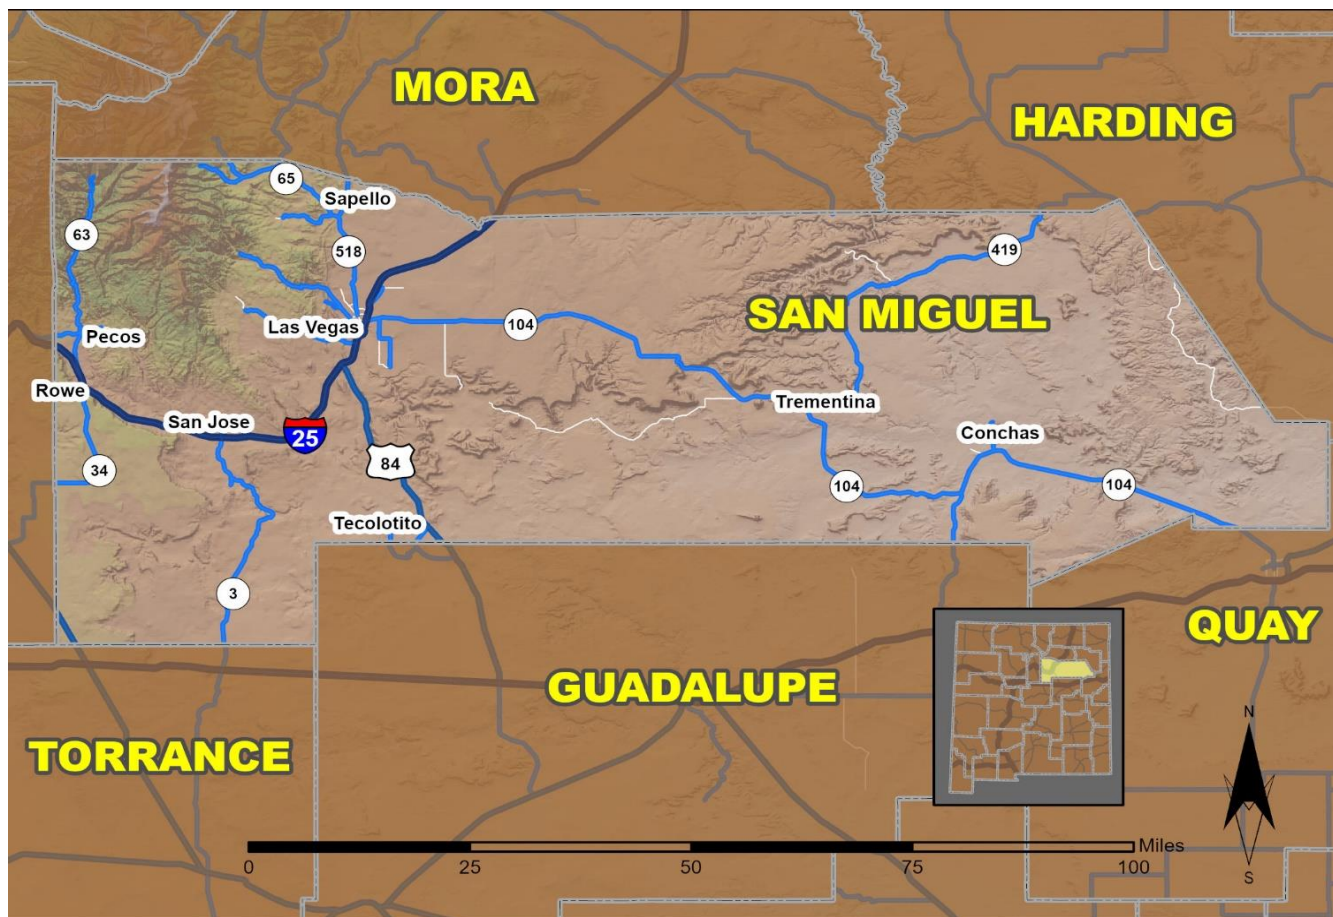 MORA
HARDING
65
Sapello
63
518
419
SAN MIGUEL
Las Vegas
104
Pecos
Rowe
Trementina
San Jose
25
Conchas
84
34
104
104
Tecolotito
3
QUAY
GUADALUPE
N
TORRANCE
Miles
0 25 50 75 100
S